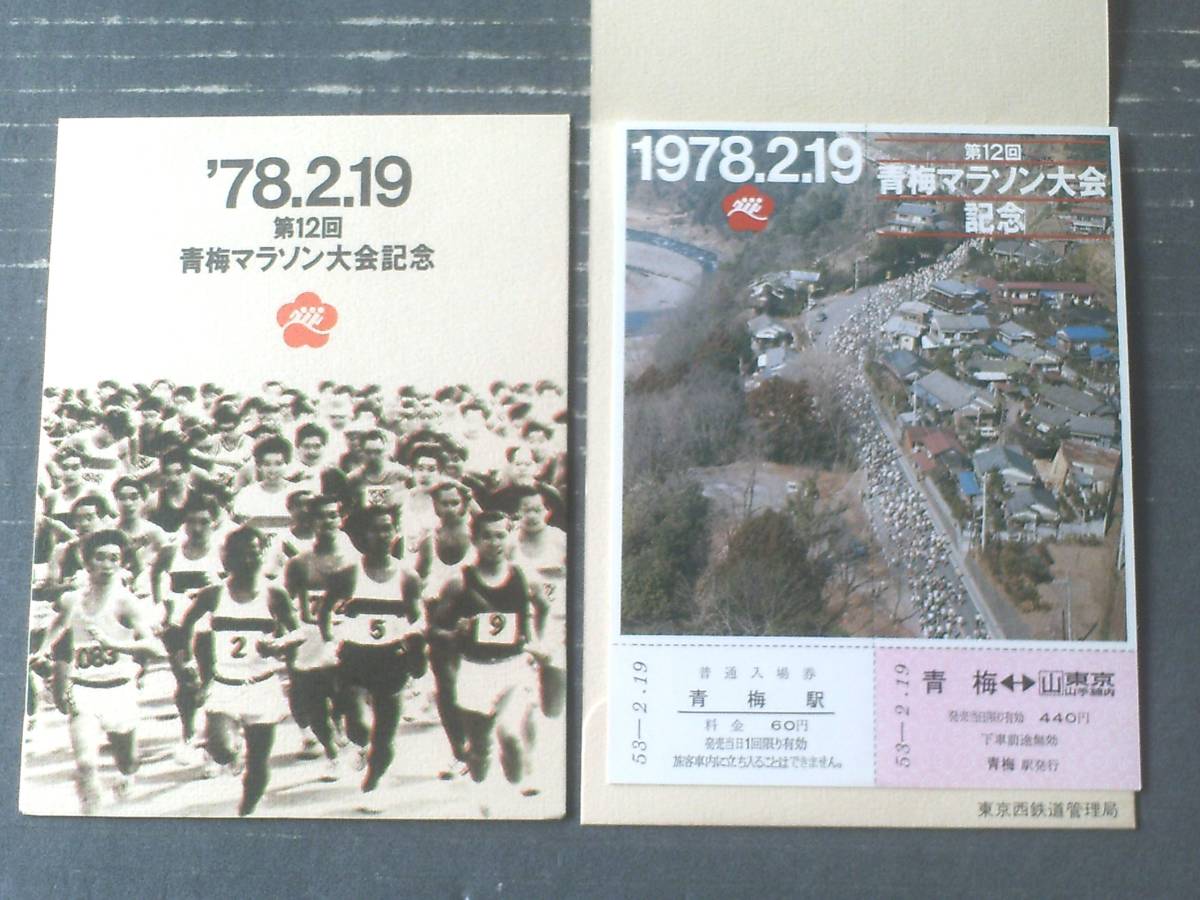 '78.2.19
第12回
青梅マラソン大会記念
083
2
5
9
1978.2.19
第12回
青梅マラソン大会
記念
53-2.19
普通入場券
青梅駅
料金 60円
発売当日1回限り有効
旅客車内に立ち入ることはできません。
53-2.19
青梅↔山東京山手線内
発売当日限り有効 440円
下車前途無効
青梅駅発行
東京西鉄道管理局